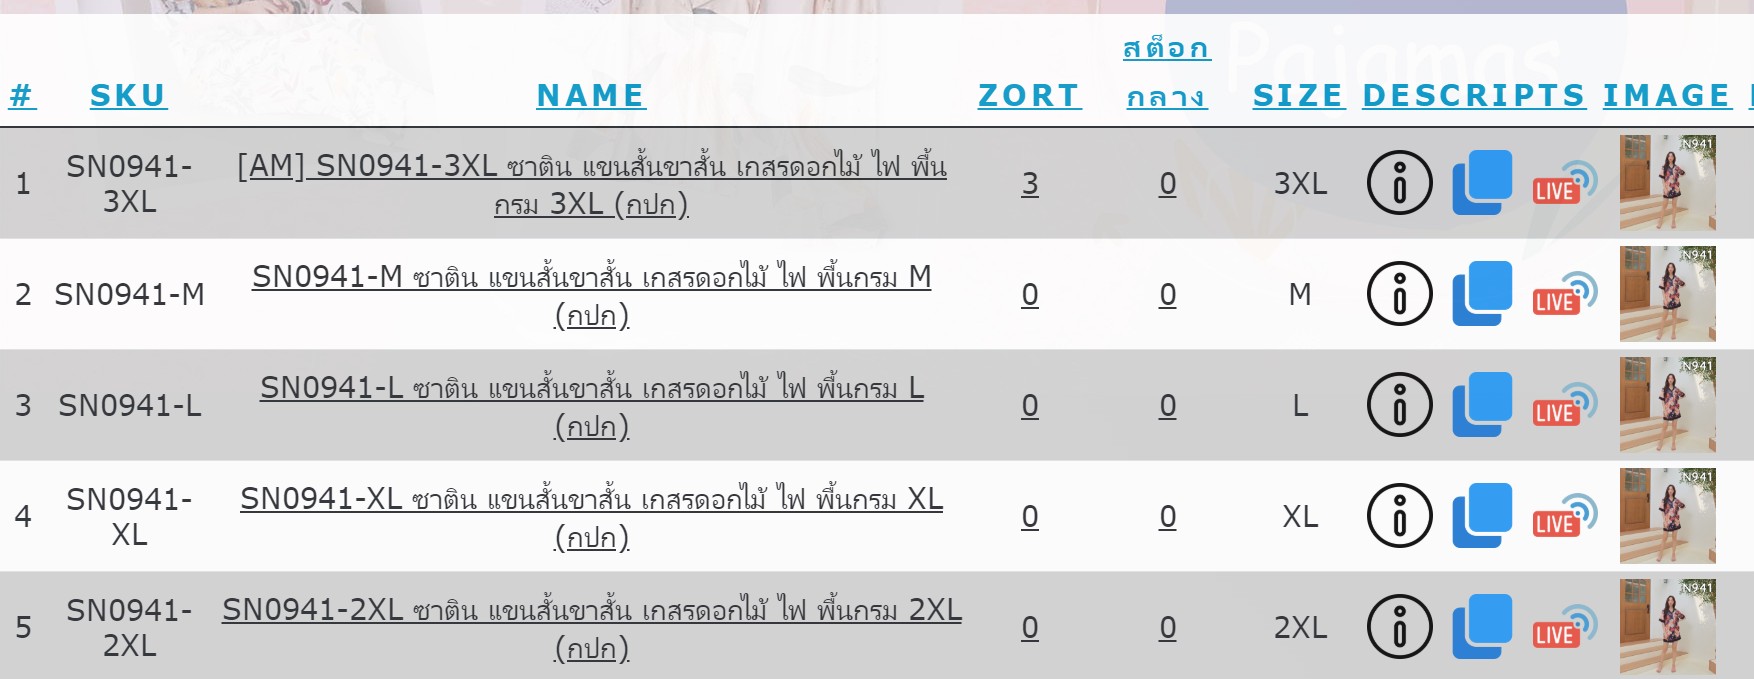 Pajamas
# SKU NAME ZORT สต็อกกลาง SIZE DESCRIPTS IMAGE
1 SN0941-3XL [AM] SN0941-3XL ซาติน แขนสั้นขาสั้น เกสรดอกไม้ ไฟ พื้นกรม 3XL (กปก) 3 0 3XL LIVE N941
2 SN0941-M SN0941-M ซาติน แขนสั้นขาสั้น เกสรดอกไม้ ไฟ พื้นกรม M (กปก) 0 0 M LIVE N941
3 SN0941-L SN0941-L ซาติน แขนสั้นขาสั้น เกสรดอกไม้ ไฟ พื้นกรม L (กปก) 0 0 L LIVE N941
4 SN0941-XL SN0941-XL ซาติน แขนสั้นขาสั้น เกสรดอกไม้ ไฟ พื้นกรม XL (กปก) 0 0 XL LIVE N941
5 SN0941-2XL SN0941-2XL ซาติน แขนสั้นขาสั้น เกสรดอกไม้ ไฟ พื้นกรม 2XL (กปก) 0 0 2XL LIVE N941